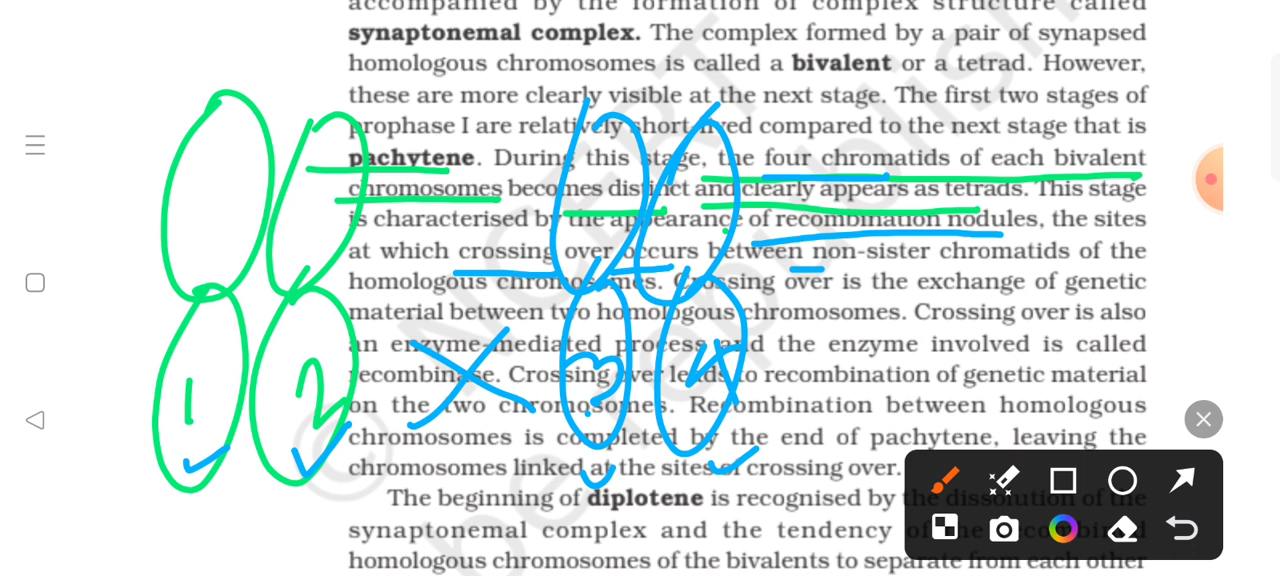 accompanied by the formation of complex structure called
synaptonemal complex. The complex formed by a pair of synapsed
homologous chromosomes is called a bivalent or a tetrad. However,
these are more clearly visible at the next stage. The first two stages of
prophase I are relatively short-lived compared to the next stage that is
pachytene. During this stage, the four chromatids of each bivalent
chromosomes becomes distinct and clearly appears as tetrads. This stage
is characterised by the appearance of recombination nodules, the sites
at which crossing over occurs between non-sister chromatids of the
homologous chromosomes. Crossing over is the exchange of genetic
material between two homologous chromosomes. Crossing over is also
an enzyme-mediated process and the enzyme involved is called
recombinase. Crossing over leads to recombination of genetic material
on the two chromosomes. Recombination between homologous
chromosomes is completed by the end of pachytene, leaving the
chromosomes linked at the sites of crossing over.
The beginning of diplotene is recognised by the dissolution of the
synaptonemal complex and the tendency of the recombined
homologous chromosomes of the bivalents to separate from each other
1 2 3 4
© NCERT
be republish